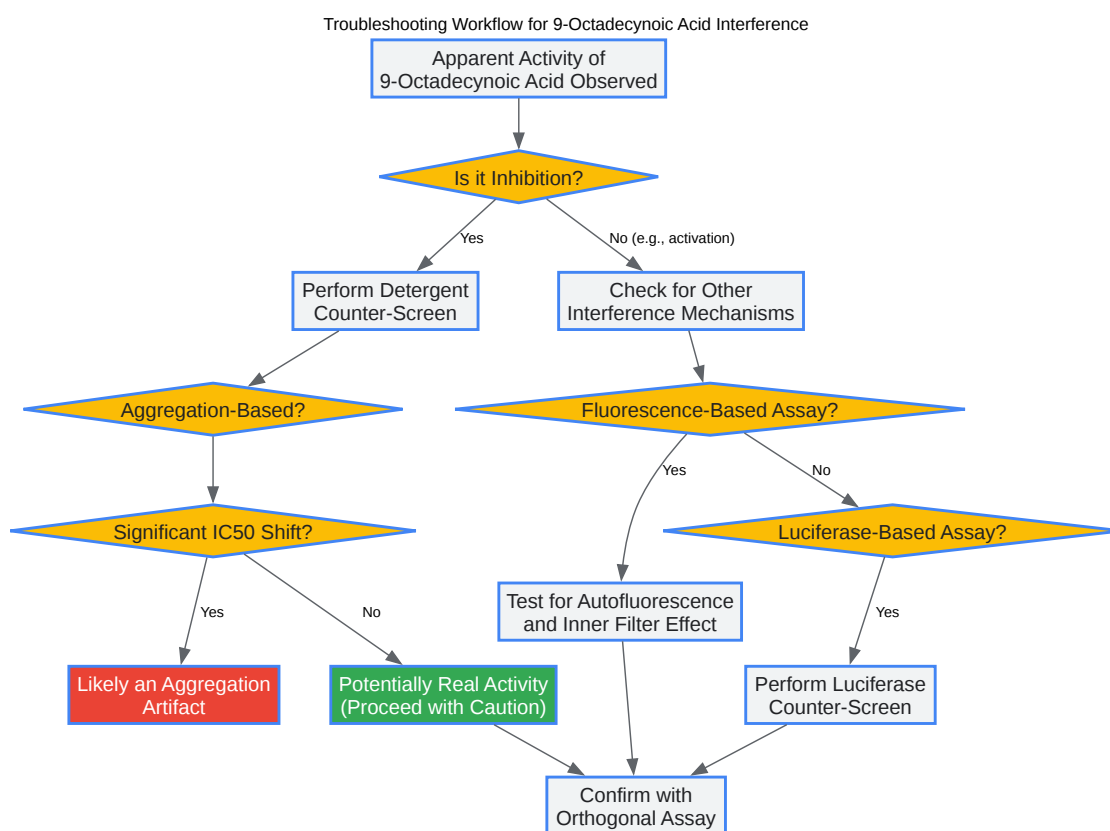 Troubleshooting Workflow for 9-Octadecynoic Acid Interference
Apparent Activity of
9-Octadecynoic Acid Observed
Is it Inhibition?
Yes
No (e.g., activation)
Perform Detergent
Counter-Screen
Check for Other
Interference Mechanisms
Aggregation-Based?
Fluorescence-Based Assay?
Yes
No
Significant IC50 Shift?
Luciferase-Based Assay?
Yes
No
Test for Autofluorescence
and Inner Filter Effect
Yes
Likely an Aggregation
Artifact
Potentially Real Activity
(Proceed with Caution)
Perform Luciferase
Counter-Screen
Confirm with
Orthogonal Assay